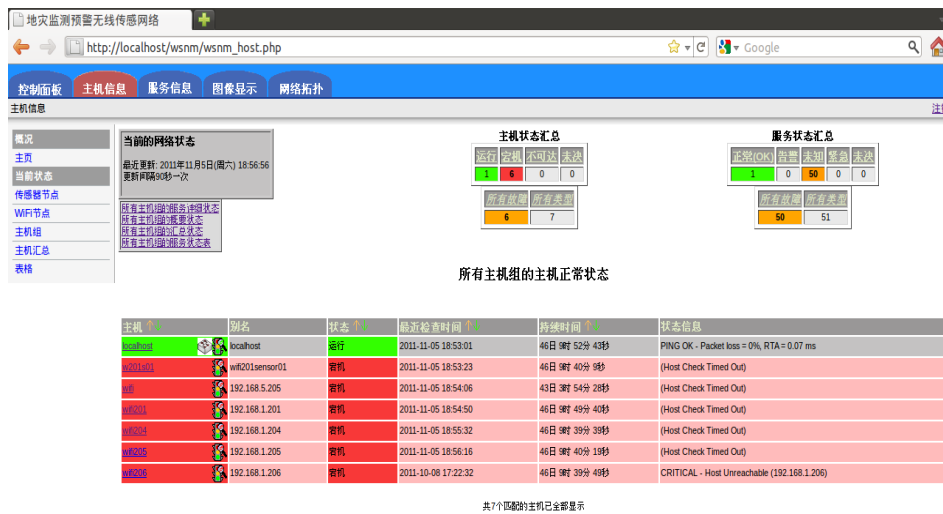 地灾监测预警无线传感网络
http://localhost/wsnm/wsnm_host.php
Google
控制面板 主机信息 服务信息 图像显示 网络拓扑
主机信息
概况
主页
当前状态
传感器节点
WiFi节点
主机组
主机汇总
表格
当前的网络状态
最近更新: 2011年11月5日(周六) 18:56:56
更新间隔90秒一次
所有主机组的服务详细状态
所有主机组的概要状态
所有主机组的汇总状态
所有主机组的服务状态表
主机状态汇总
运行 宕机 不可达 未决
1 6 0 0
所有故障 所有类型
6 7
服务状态汇总
正常(OK) 告警 未知 紧急 未决
1 0 50 0 0
所有故障 所有类型
50 51
所有主机组的主机正常状态
主机 别名 状态 最近检查时间 持续时间 状态信息
localhost localhost 运行 2011-11-05 18:53:01 46日 9时 52分 43秒 PING OK - Packet loss = 0%, RTA = 0.07 ms
w201s01 wifi201sensor01 宕机 2011-11-05 18:53:23 46日 9时 40分 9秒 (Host Check Timed Out)
wifi 192.168.5.205 宕机 2011-11-05 18:54:06 43日 3时 54分 28秒 (Host Check Timed Out)
wifi201 192.168.1.201 宕机 2011-11-05 18:54:50 46日 9时 49分 40秒 (Host Check Timed Out)
wifi204 192.168.1.204 宕机 2011-11-05 18:55:32 46日 9时 39分 39秒 (Host Check Timed Out)
wifi205 192.168.1.205 宕机 2011-11-05 18:56:16 46日 9时 40分 19秒 (Host Check Timed Out)
wifi206 192.168.1.206 宕机 2011-10-08 17:22:32 46日 9时 39分 49秒 CRITICAL - Host Unreachable (192.168.1.206)
共7个匹配的主机已全部显示